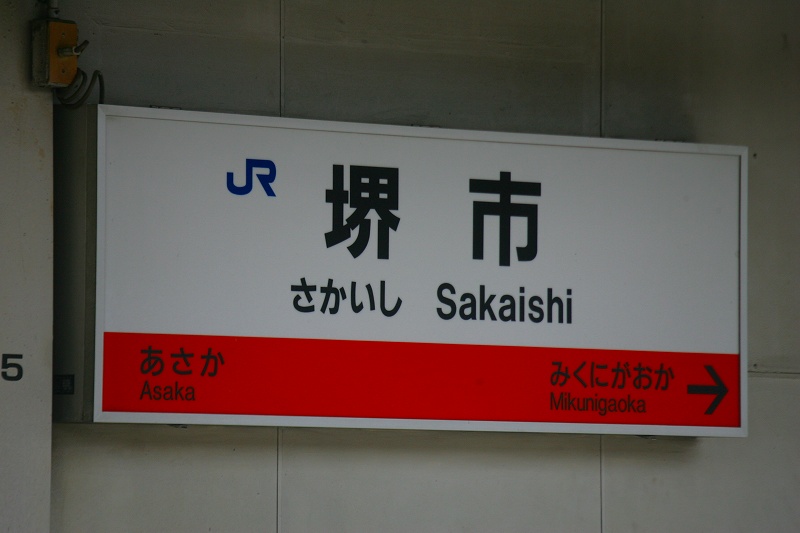 JR 堺市
さかいし Sakaishi
あさか みくにがおか →
Asaka Mikunigaoka
5